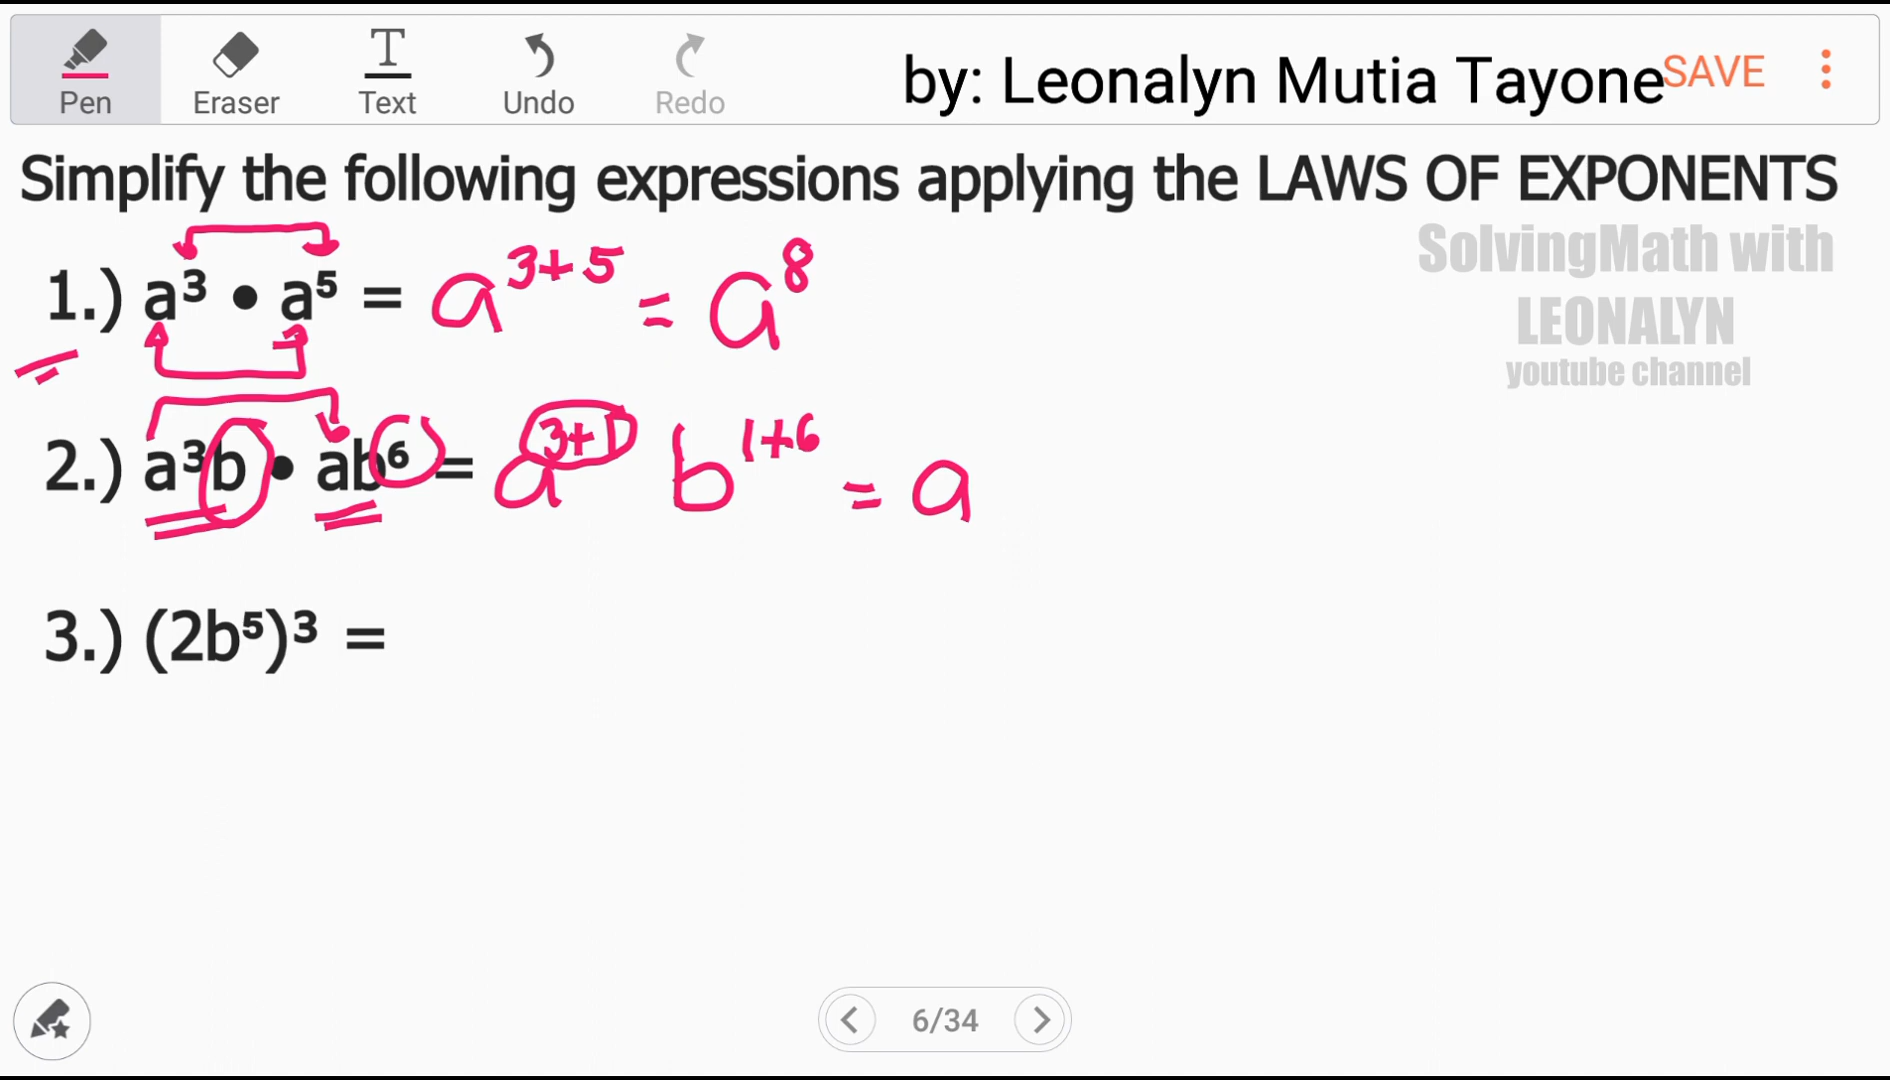 Pen Eraser Text Undo Redo by: Leonalyn Mutia Tayone SAVE
Simplify the following expressions applying the LAWS OF EXPONENTS
SolvingMath with
LEONALYN
youtube channel
1.) a³ • a⁵ = a³⁺⁵ = a⁸
2.) a³b • ab⁶ = a³⁺¹ b¹⁺⁶ = a
3.) (2b⁵)³ =
6/34